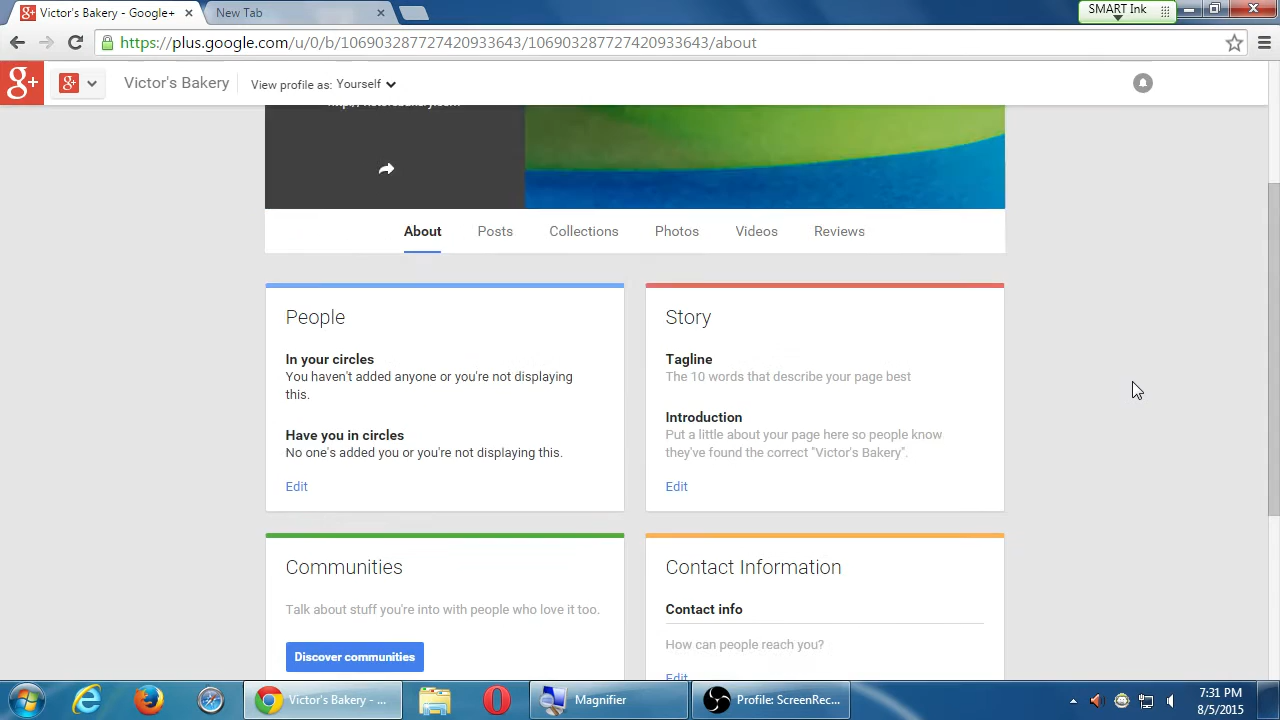 Victor's Bakery - Google+
New Tab
SMART Ink
https://plus.google.com/u/0/b/106903287727420933643/106903287727420933643/about
g+
g+
Victor's Bakery
View profile as: Yourself
About
Posts
Collections
Photos
Videos
Reviews
People
In your circles
You haven't added anyone or you're not displaying
this.
Have you in circles
No one's added you or you're not displaying this.
Edit
Story
Tagline
The 10 words that describe your page best
Introduction
Put a little about your page here so people know
they've found the correct "Victor's Bakery".
Edit
Communities
Talk about stuff you're into with people who love it too.
Discover communities
Contact Information
Contact info
How can people reach you?
Edit
Victor's Bakery - ...
Magnifier
Profile: ScreenRec...
7:31 PM
8/5/2015